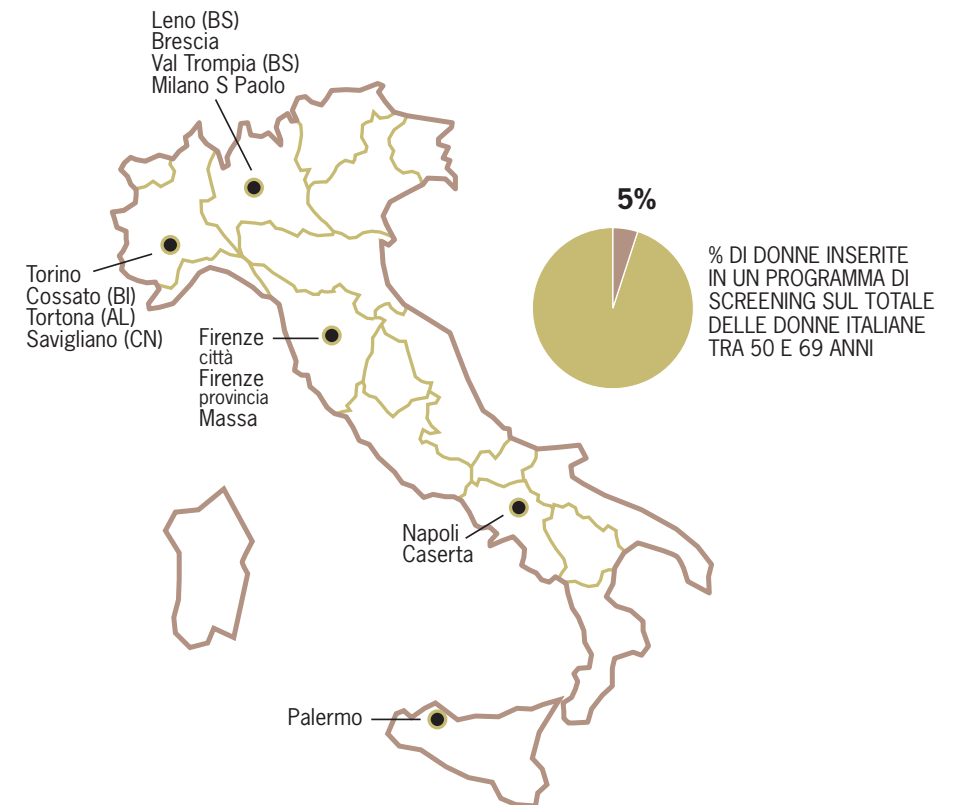 Leno (BS)
Brescia
Val Trompia (BS)
Milano S Paolo
5%
% DI DONNE INSERITE
IN UN PROGRAMMA DI
SCREENING SUL TOTALE
DELLE DONNE ITALIANE
TRA 50 E 69 ANNI
Torino
Cossato (BI)
Tortona (AL)
Savigliano (CN)
Firenze
città
Firenze
provincia
Massa
Napoli
Caserta
Palermo